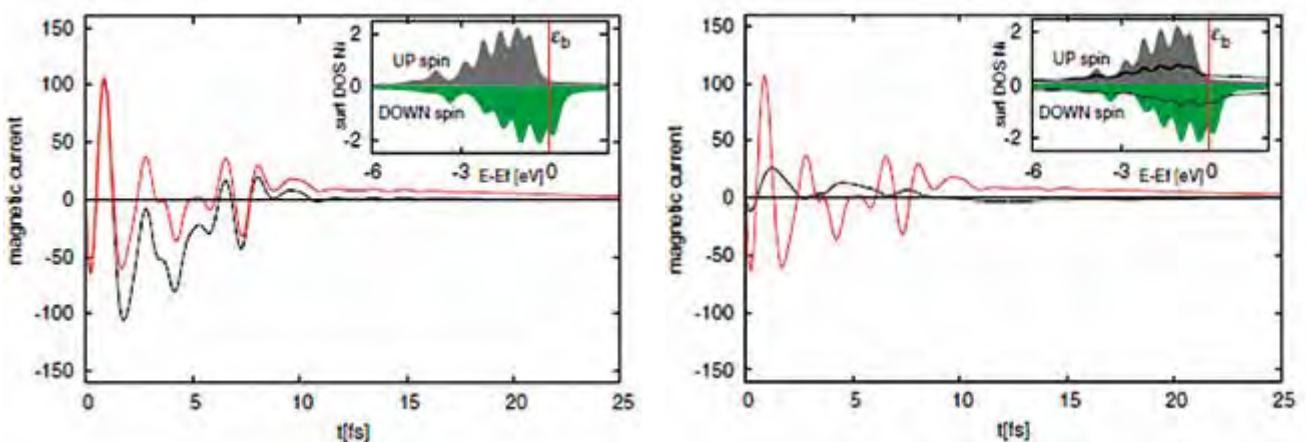 150
100
50
0
-50
-100
-150
magnetic current
0 5 10 15 20 25
t[fs]
2
0
-2
surf DOS Ni
UP spin
DOWN spin
εb
-6 -3 0
E-Ef [eV]
150
100
50
0
-50
-100
-150
magnetic current
0 5 10 15 20 25
t[fs]
2
0
-2
surf DOS Ni
UP spin
DOWN spin
εb
-6 -3 0
E-Ef [eV]